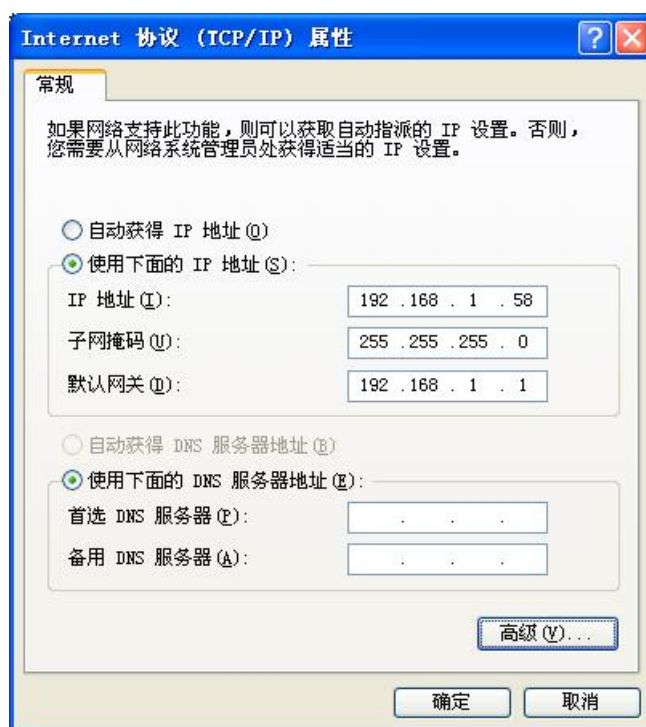 Internet 协议 (TCP/IP) 属性
常规
如果网络支持此功能，则可以获取自动指派的 IP 设置。否则，
您需要从网络系统管理员处获得适当的 IP 设置。
自动获得 IP 地址(O)
使用下面的 IP 地址(S):
IP 地址(I): 192 .168 . 1 . 58
子网掩码(U): 255 .255 .255 . 0
默认网关(D): 192 .168 . 1 . 1
自动获得 DNS 服务器地址(B)
使用下面的 DNS 服务器地址(E):
首选 DNS 服务器(P): . . .
备用 DNS 服务器(A): . . .
高级(V)...
确定 取消